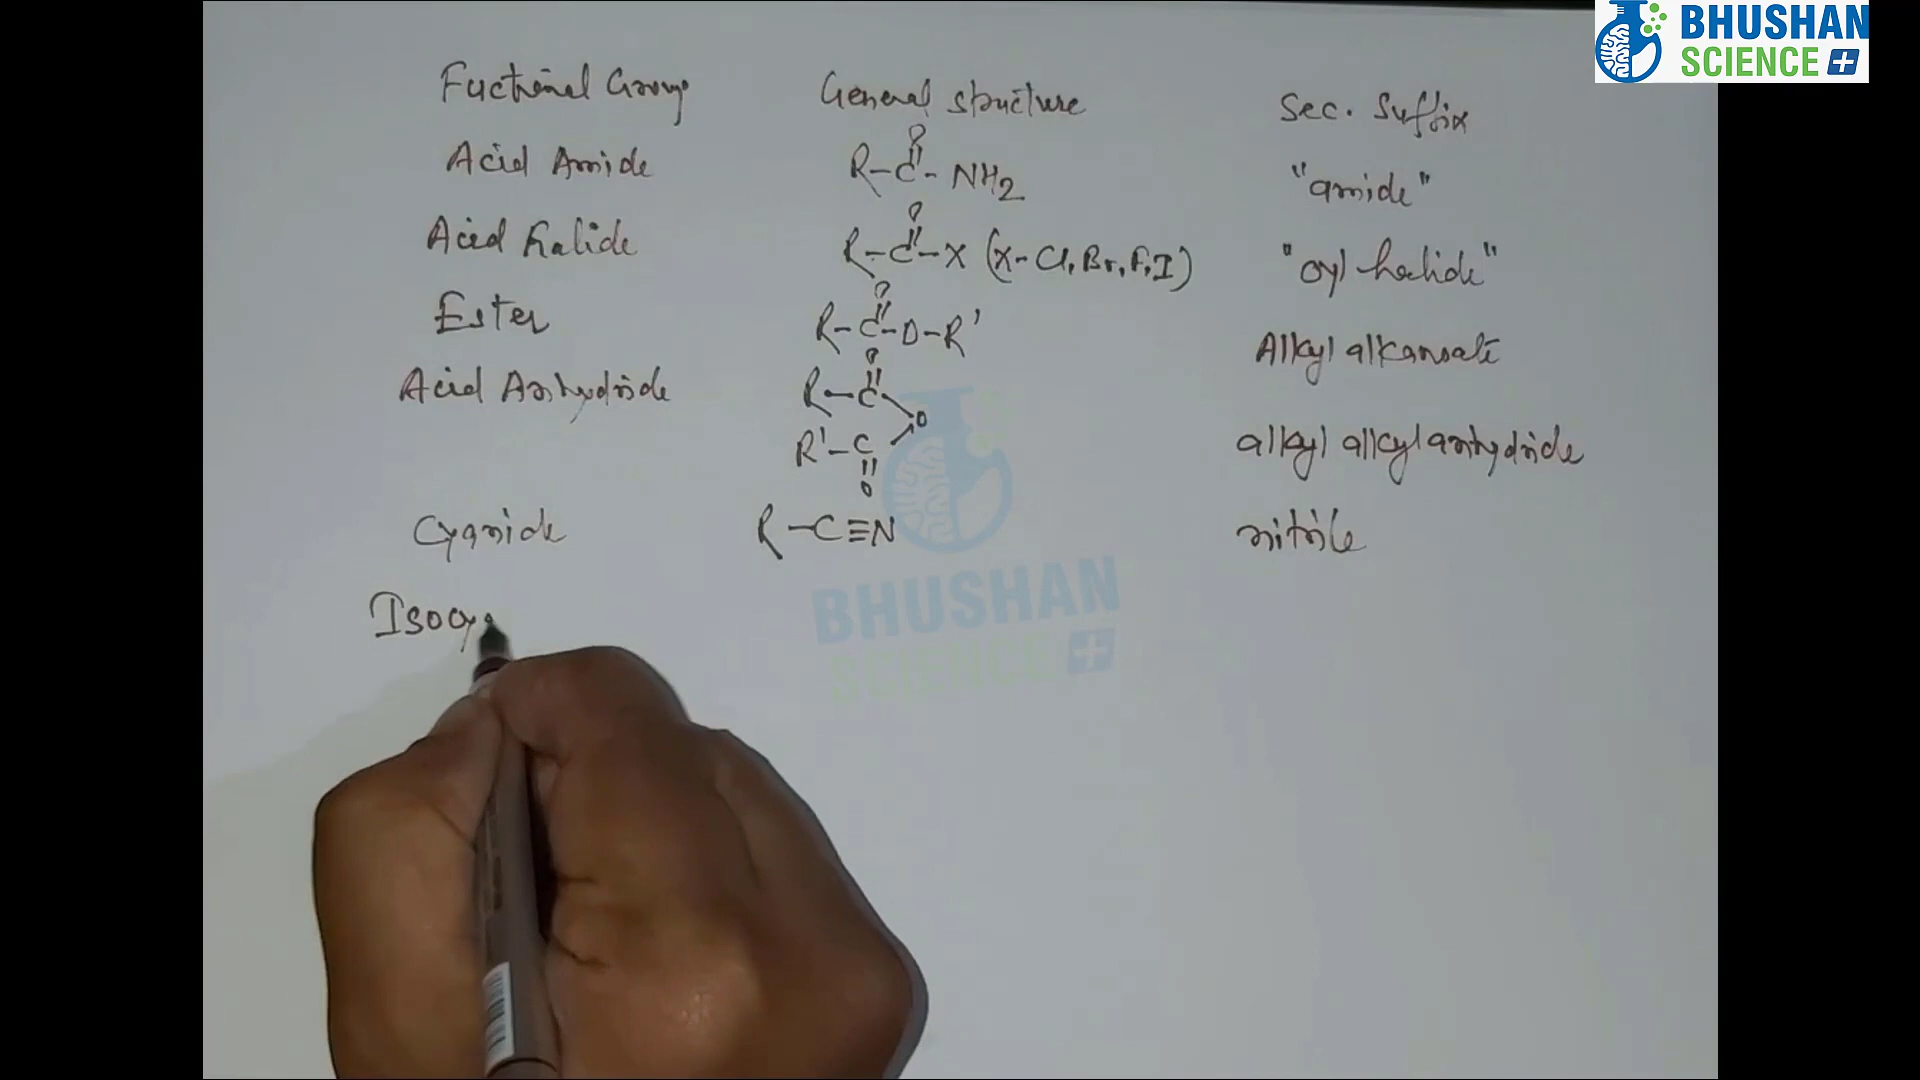 BHUSHAN
SCIENCE +
Fuctional Group General structure Sec. Suffix
Acid Amide R-C-NH2 "amide"
O
Acid halide R-C-X (X- Cl, Br, F, I) "oyl halide"
O
Ester R-C-O-R' Alkyl alkanoate
O
Acid Anhydride R-C O alkyl alkyl anhydride
O
R'-C
O
Cyanide R-C≡N nitrile
Isocy
BHUSHAN
SCIENCE +